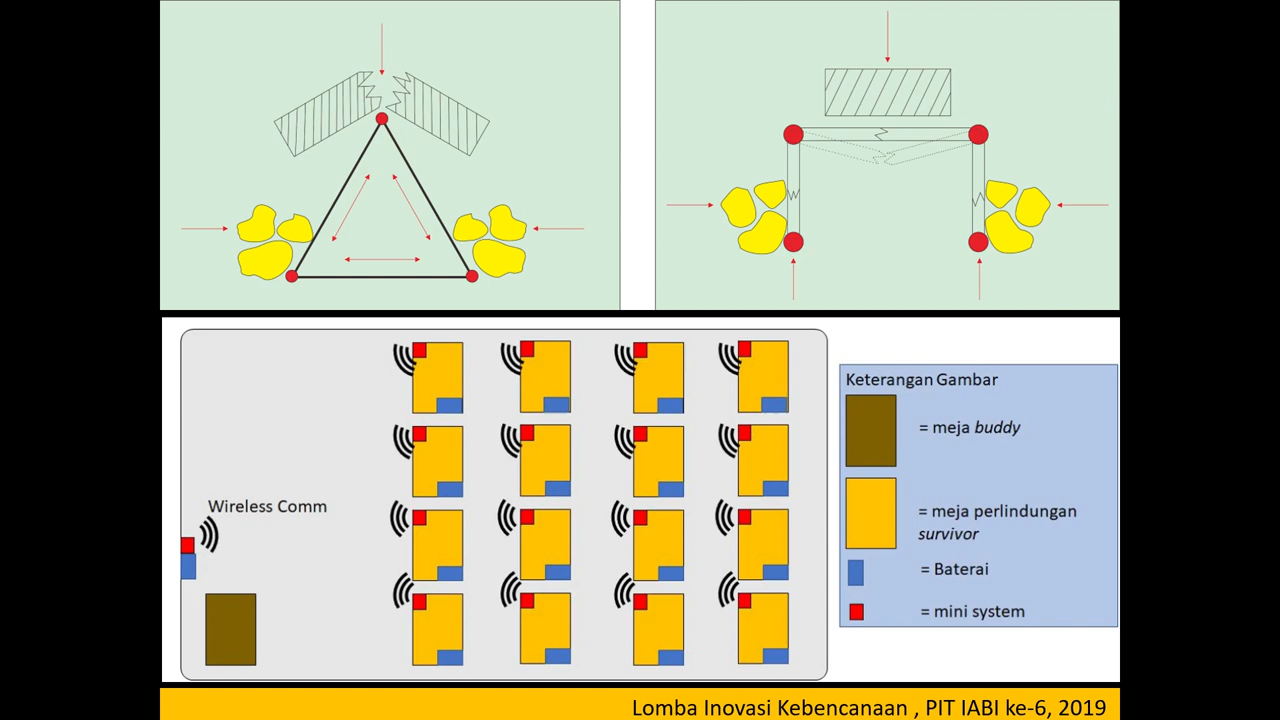 Wireless Comm
Keterangan Gambar
= meja buddy
= meja perlindungan
survivor
= Baterai
= mini system
Lomba Inovasi Kebencanaan , PIT IABI ke-6, 2019